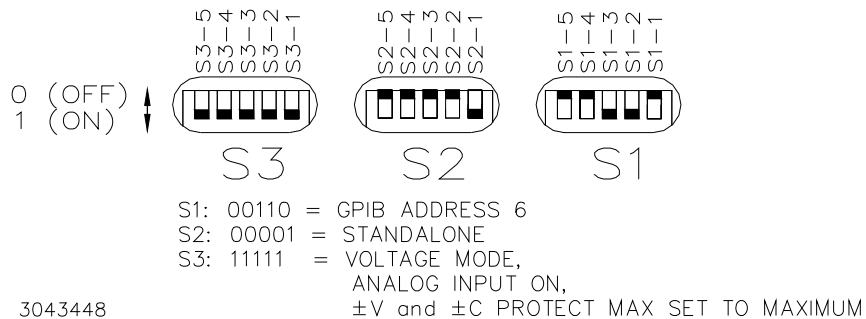 S3-5
S3-4
S3-3
S3-2
S3-1
S2-5
S2-4
S2-3
S2-2
S2-1
S1-5
S1-4
S1-3
S1-2
S1-1
0 (OFF)
1 (ON)
S3
S2
S1
S1: 00110 = GPIB ADDRESS 6
S2: 00001 = STANDALONE
S3: 11111 = VOLTAGE MODE,
ANALOG INPUT ON,
±V and ±C PROTECT MAX SET TO MAXIMUM
3043448